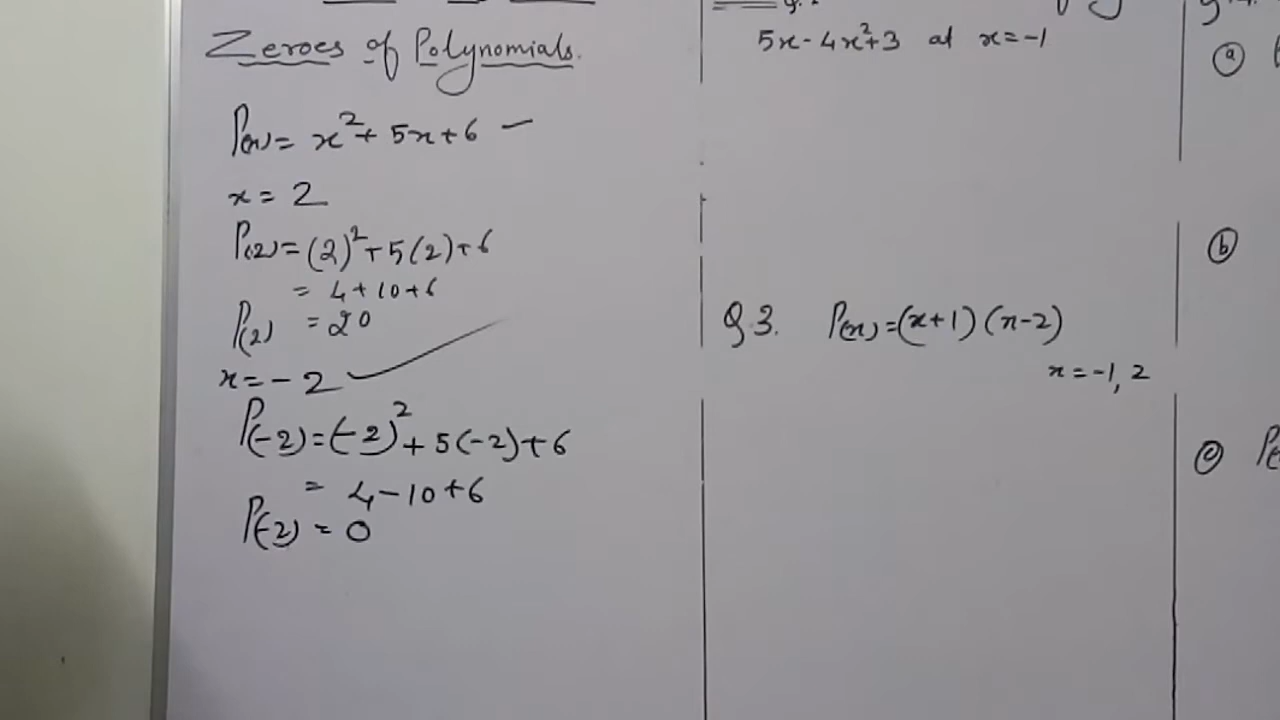 Zeroes of Polynomials.
P(x) = x² + 5x + 6 –
x = 2
P(2) = (2)² + 5(2) + 6
= 4 + 10 + 6
P(2) = 20
x = - 2
P(-2) = (-2)² + 5(-2) + 6
= 4 - 10 + 6
P(-2) = 0
5x - 4x² + 3 at x = -1
Q.3. P(x) = (x+1) (x-2)
x = -1, 2
(a)
(b)
(c) P